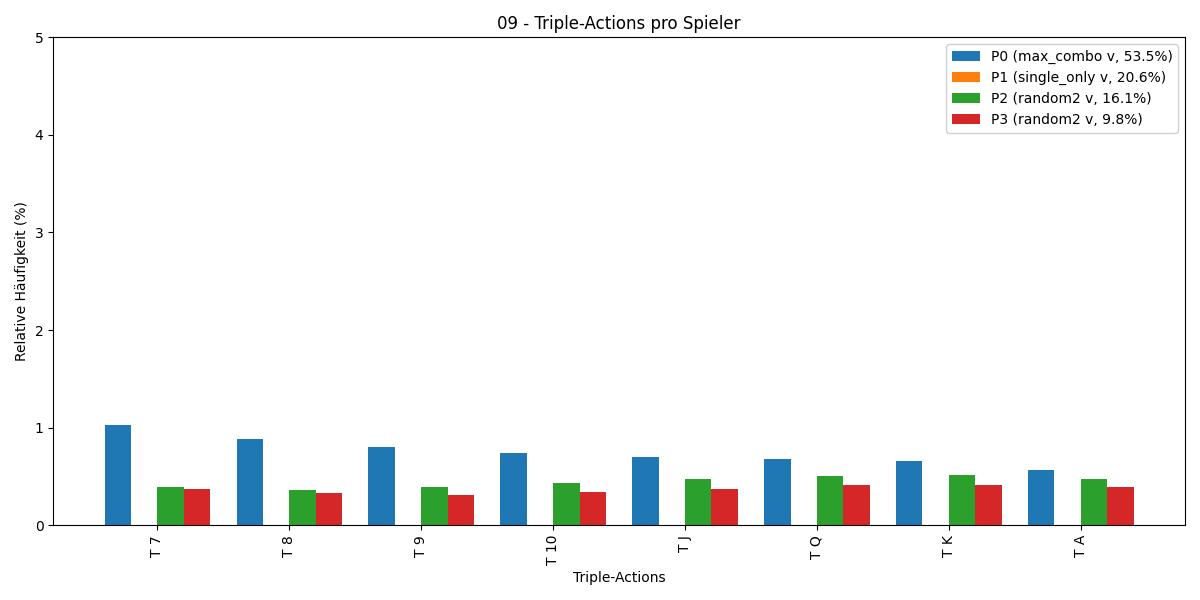 09 - Triple-Actions pro Spieler
P0 (max_combo v, 53.5%)
P1 (single_only v, 20.6%)
P2 (random2 v, 16.1%)
P3 (random2 v, 9.8%)
Relative Häufigkeit (%)
5
4
3
2
1
0
T 7
T 8
T 9
T 10
T J
T Q
T K
T A
Triple-Actions